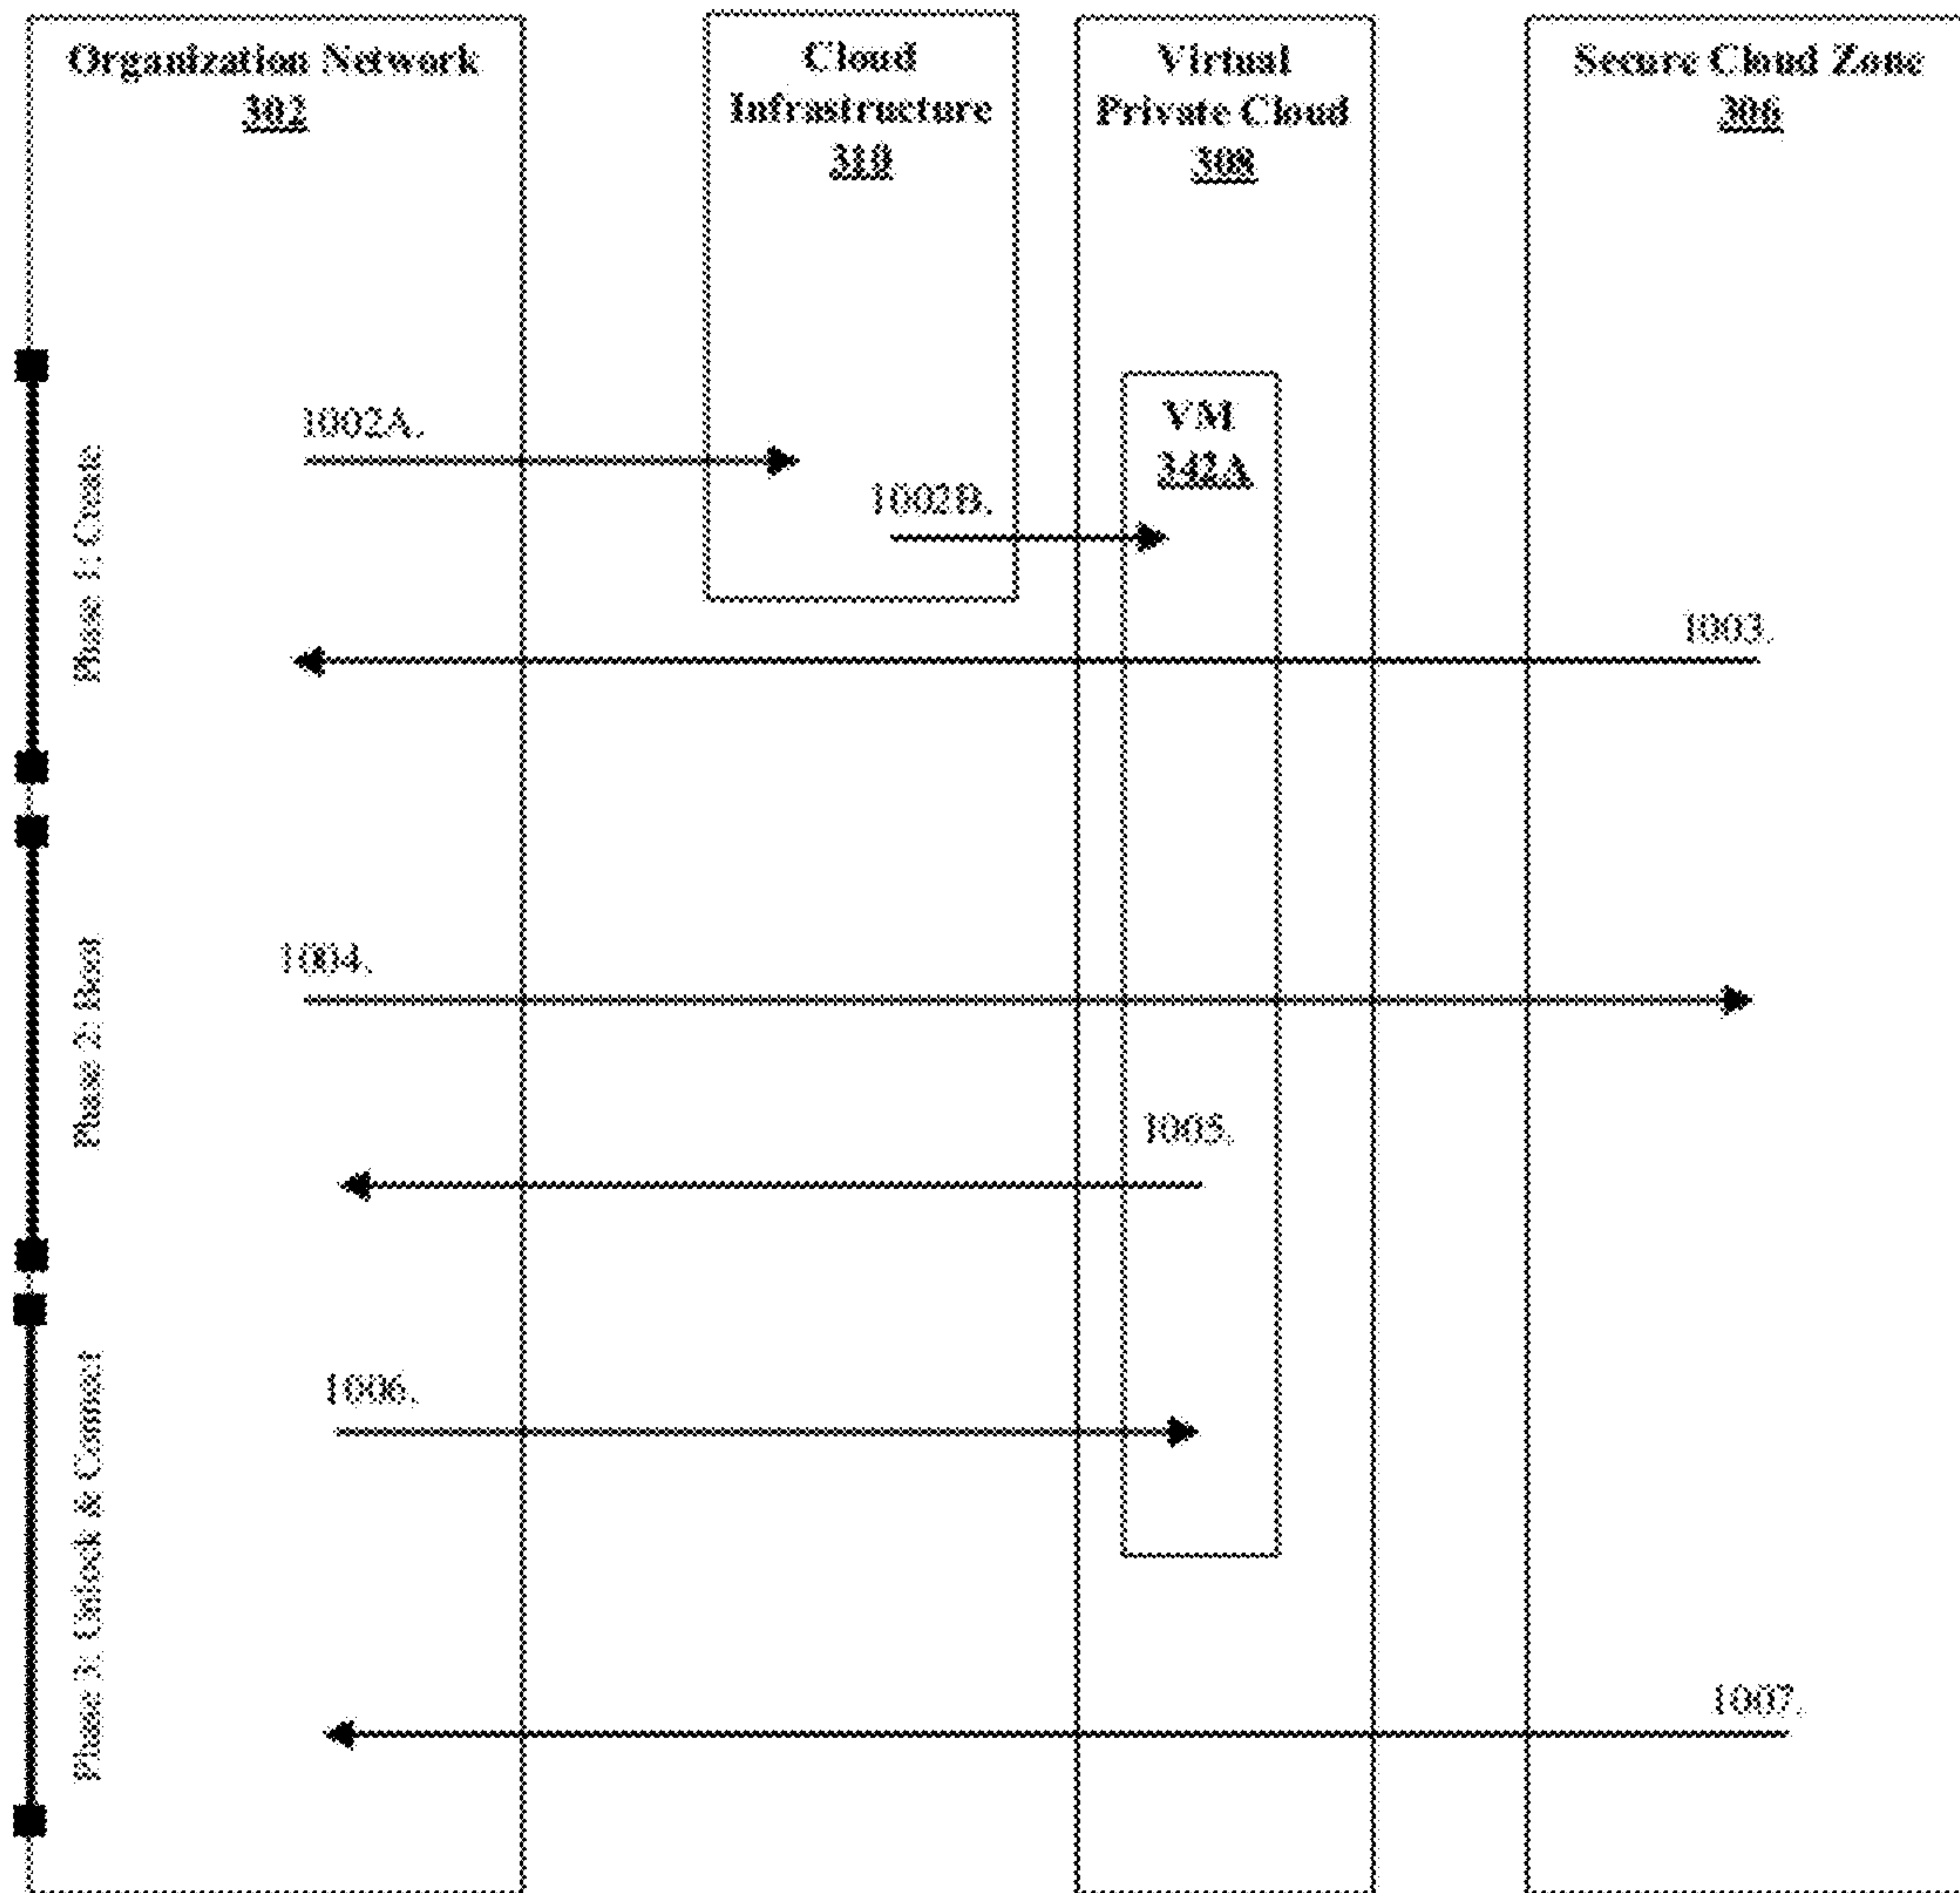 Organization Network
302
Cloud
Infrastructure
310
Virtual
Private Cloud
308
Secure Cloud Zone
306
Phase 1: Create
1002A.
VM
342A
1002B.
1003.
Phase 2: Boot
1004.
1005.
Phase 3: Unlock & Connect
1006.
1007.